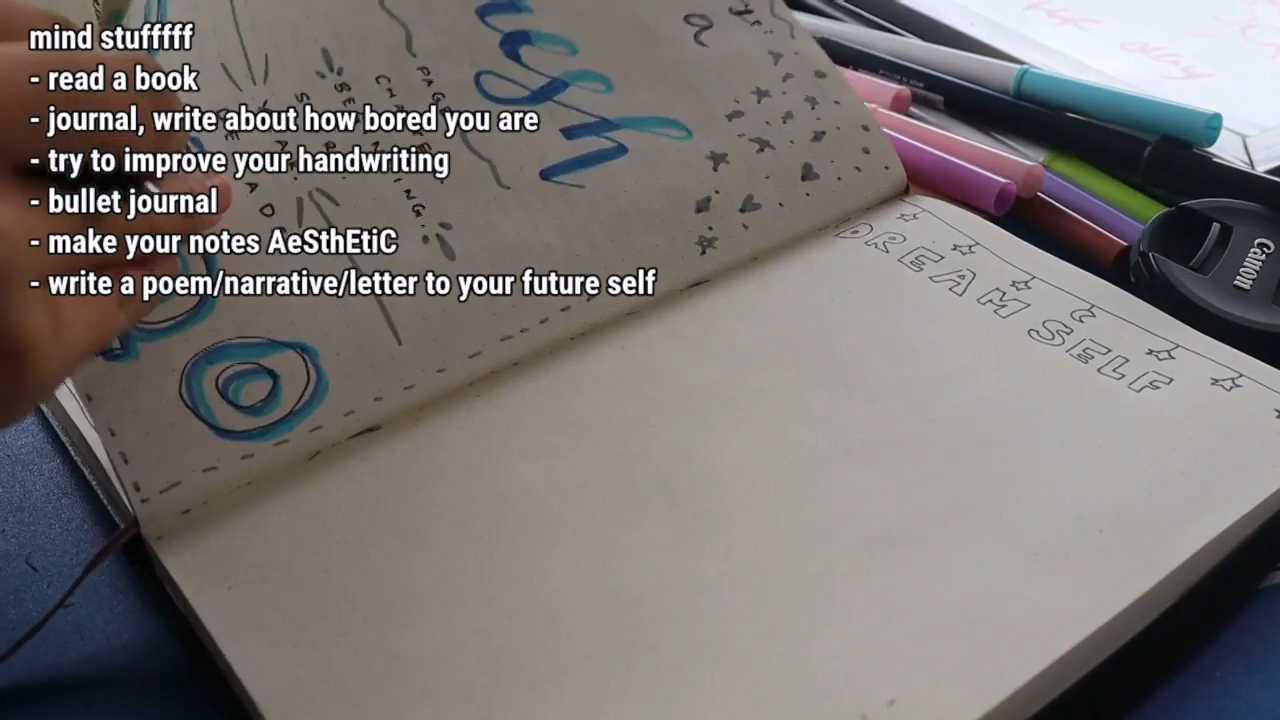 mind stufffff
- read a book
- journal, write about how bored you are
- try to improve your handwriting
- bullet journal
- make your notes AeSthEtiC
- write a poem/narrative/letter to your future self
esh
a
DREAM SELF
Canon